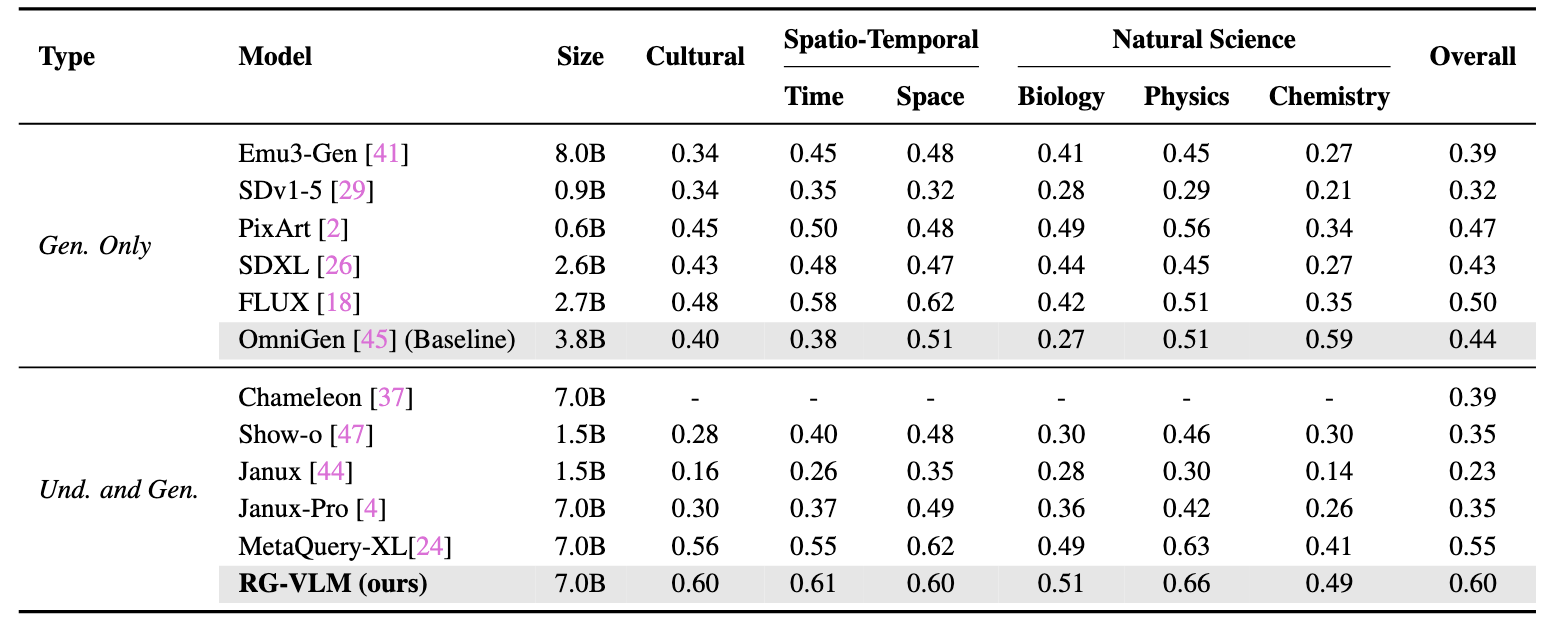 Type Model Size Cultural Spatio-Temporal Natural Science Overall
Time Space Biology Physics Chemistry
Emu3-Gen [41] 8.0B 0.34 0.45 0.48 0.41 0.45 0.27 0.39
SDv1-5 [29] 0.9B 0.34 0.35 0.32 0.28 0.29 0.21 0.32
PixArt [2] 0.6B 0.45 0.50 0.48 0.49 0.56 0.34 0.47
Gen. Only
SDXL [26] 2.6B 0.43 0.48 0.47 0.44 0.45 0.27 0.43
FLUX [18] 2.7B 0.48 0.58 0.62 0.42 0.51 0.35 0.50
OmniGen [45] (Baseline) 3.8B 0.40 0.38 0.51 0.27 0.51 0.59 0.44
Chameleon [37] 7.0B - - - - - - 0.39
Show-o [47] 1.5B 0.28 0.40 0.48 0.30 0.46 0.30 0.35
Janux [44] 1.5B 0.16 0.26 0.35 0.28 0.30 0.14 0.23
Und. and Gen.
Janux-Pro [4] 7.0B 0.30 0.37 0.49 0.36 0.42 0.26 0.35
MetaQuery-XL[24] 7.0B 0.56 0.55 0.62 0.49 0.63 0.41 0.55
RG-VLM (ours) 7.0B 0.60 0.61 0.60 0.51 0.66 0.49 0.60